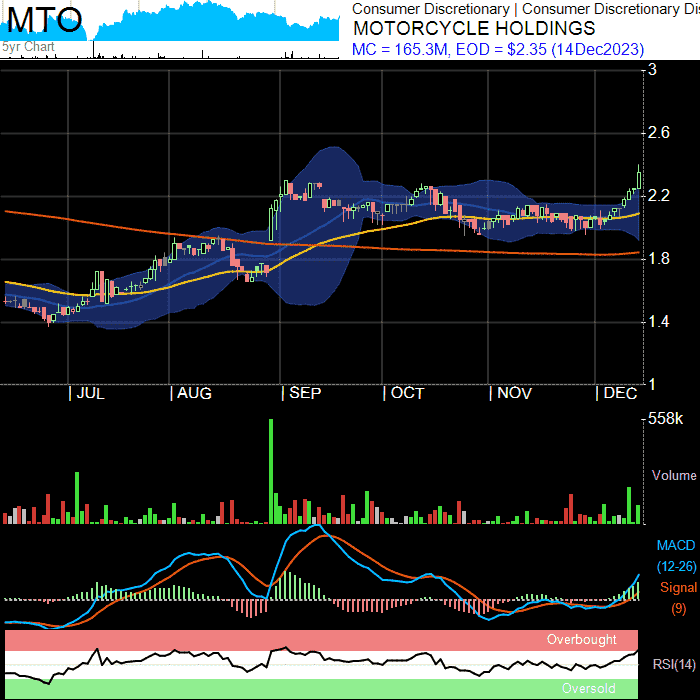 MTO
5yr Chart
Consumer Discretionary | Consumer Discretionary Dis
MOTORCYCLE HOLDINGS
MC = 165.3M, EOD = $2.35 (14Dec2023)
3
2.6
2.2
1.8
1.4
1
| JUL | AUG | SEP | OCT | NOV | DEC
558k
Volume
MACD
(12-26)
Signal
(9)
Overbought
RSI(14)
Oversold